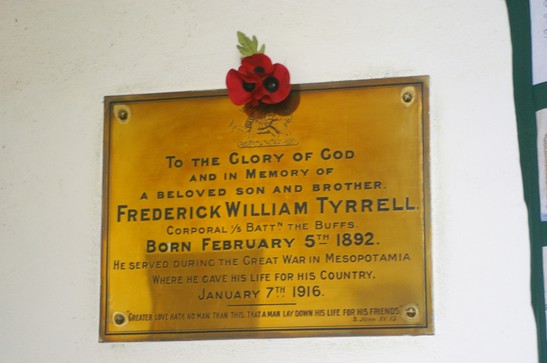 TO THE GLORY OF GOD
AND IN MEMORY OF
A BELOVED SON AND BROTHER.
FREDERICK WILLIAM TYRRELL.
CORPORAL 1/5 BATTN THE BUFFS.
BORN FEBRUARY 5TH 1892.
HE SERVED DURING THE GREAT WAR IN MESOPOTAMIA
WHERE HE GAVE HIS LIFE FOR HIS COUNTRY.
JANUARY 7TH 1916.
"GREATER LOVE HATH NO MAN THAN THIS, THAT A MAN LAY DOWN HIS LIFE FOR HIS FRIENDS"
S. JOHN XV. 13.